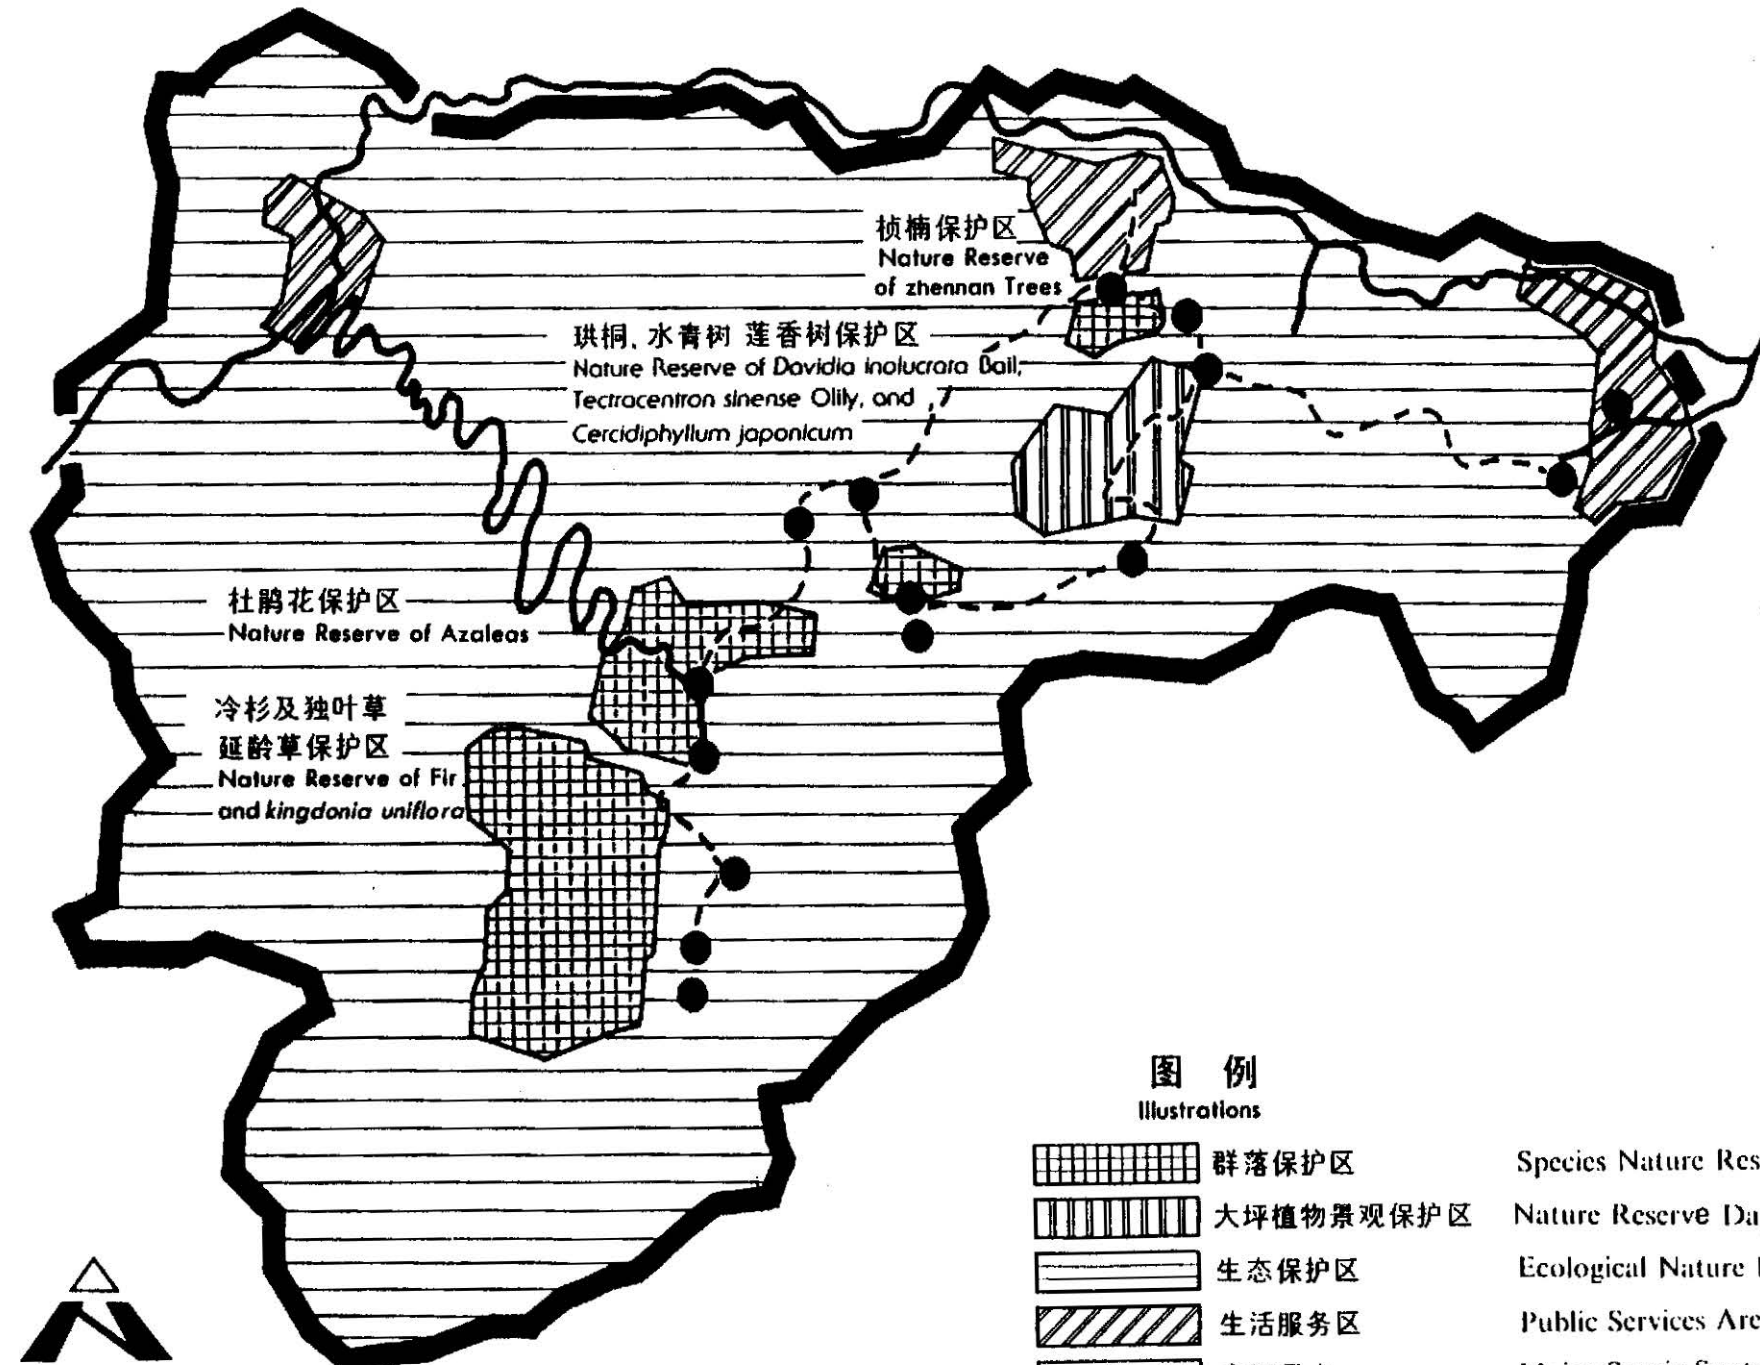 桢楠保护区
Nature Reserve
of zhennan Trees
珙桐, 水青树 莲香树保护区
Nature Reserve of Davidia inolucrara Bail;
Tectracentron sinense Olily, and
Cercidiphyllum japonicum
杜鹃花保护区
Nature Reserve of Azaleas
冷杉及独叶草
延龄草保护区
Nature Reserve of Fir
and kingdonia uniflora
图 例
Illustrations
群落保护区 Species Nature Res
大坪植物景观保护区 Nature Reserve Da
生态保护区 Ecological Nature
生活服务区 Public Services Are